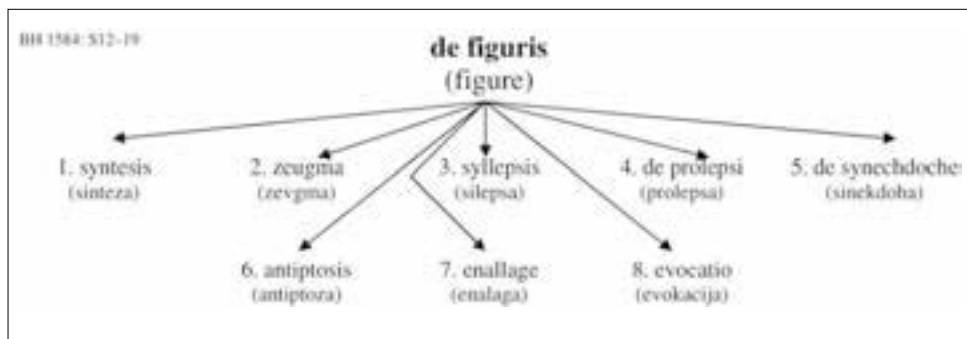 BH 1584: S12–19
de figuris
(figure)
1. syntesis
(sinteza)
2. zeugma
(zevgma)
3. syllepsis
(silepsa)
4. de prolepsi
(prolepsa)
5. de synechdoche
(sinekdoha)
6. antiptosis
(antiptoza)
7. enallage
(enalaga)
8. evocatio
(evokacija)